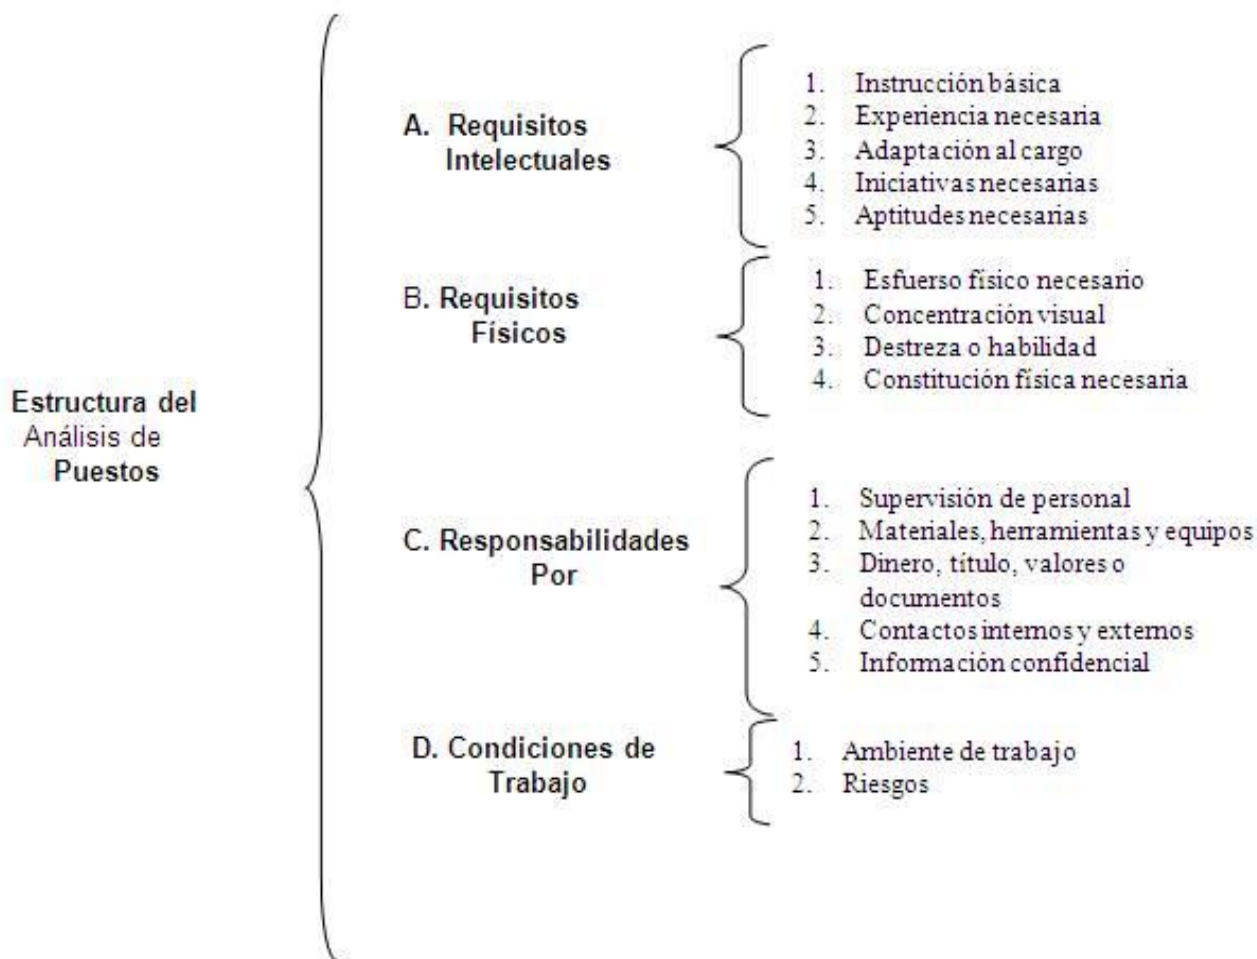 Estructura del
Análisis de
Puestos
A. Requisitos
Intelectuales
1. Instrucción básica
2. Experiencia necesaria
3. Adaptación al cargo
4. Iniciativas necesarias
5. Aptitudes necesarias
B. Requisitos
Físicos
1. Esfuerso físico necesario
2. Concentración visual
3. Destreza o habilidad
4. Constitución física necesaria
C. Responsabilidades
Por
1. Supervisión de personal
2. Materiales, herramientas y equipos
3. Dinero, título, valores o
documentos
4. Contactos internos y externos
5. Información confidencial
D. Condiciones de
Trabajo
1. Ambiente de trabajo
2. Riesgos